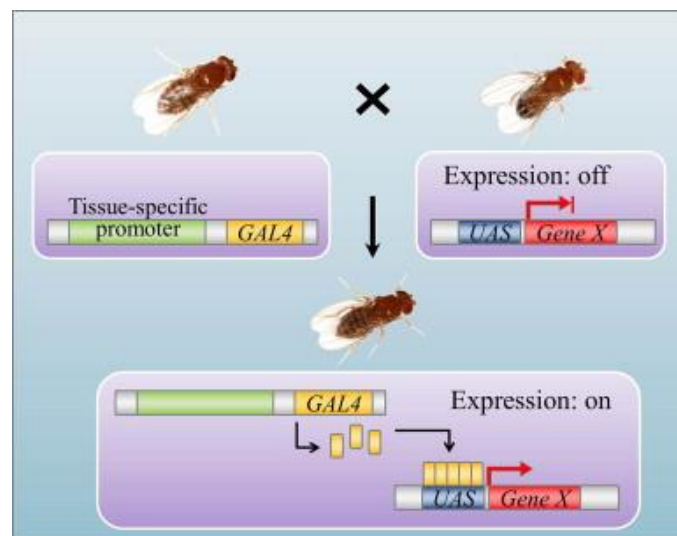 Tissue-specific
promoter
GAL4
Expression: off
UAS Gene X
GAL4
Expression: on
UAS Gene X